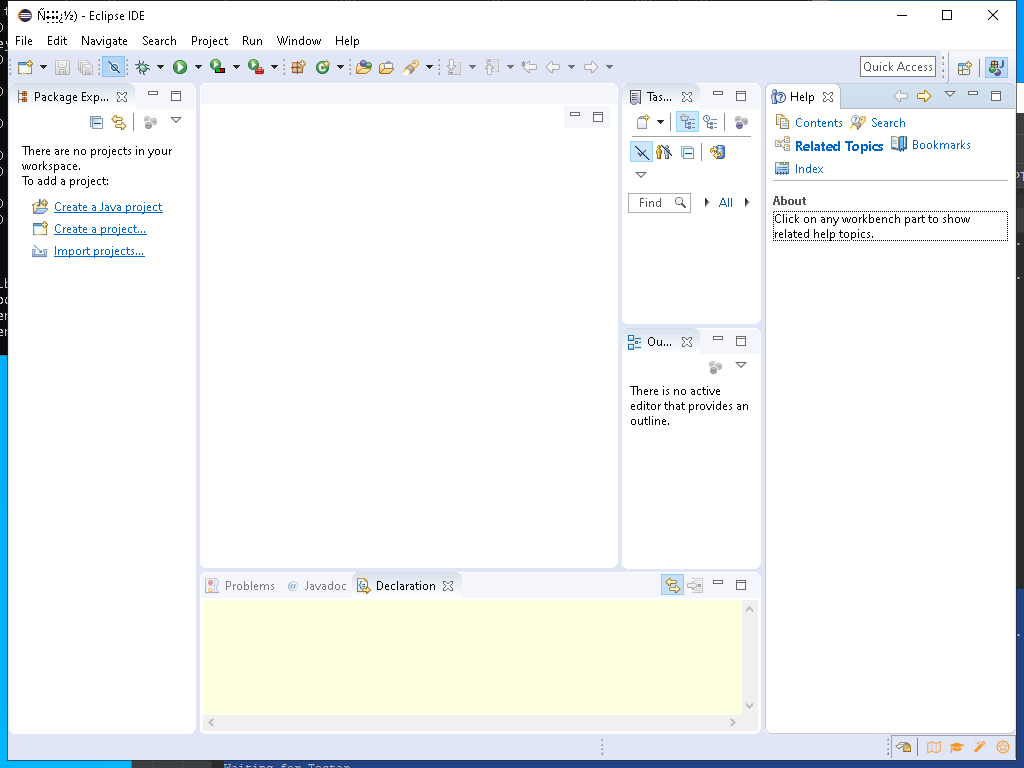 - Eclipse IDE
File Edit Navigate Search Project Run Window Help
Quick Access
Package Exp...
There are no projects in your
workspace.
To add a project:
Create a Java project
Create a project...
Import projects...
Tas...
Find
All
Ou...
There is no active
editor that provides an
outline.
Help
Contents Search
Related Topics Bookmarks
Index
About
Click on any workbench part to show
related help topics.
Problems @ Javadoc Declaration
Waiting for Testar